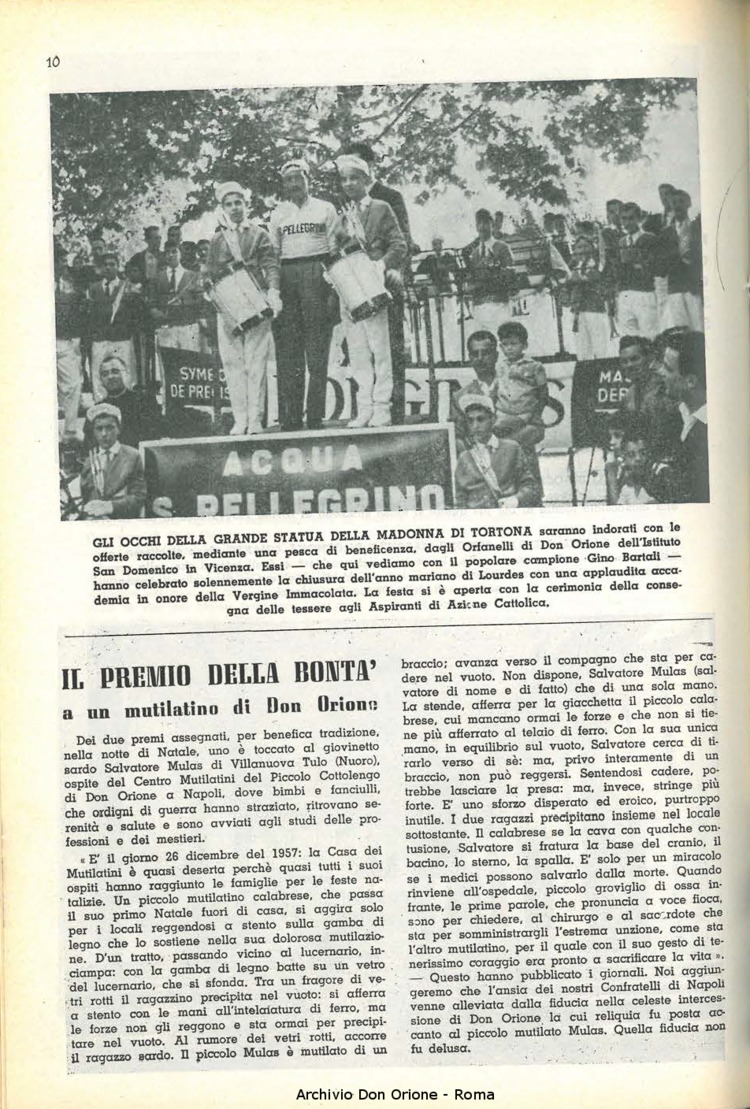 10
S. PELLEGRINO
SYME
DE PRE
MA
DER
ACQUA
S. PELLEGRINO
GLI OCCHI DELLA GRANDE STATUA DELLA MADONNA DI TORTONA saranno indorati con le
offerte raccolte, mediante una pesca di beneficenza, dagli Orfanelli di Don Orione dell'Istituto
San Domenico in Vicenza. Essi — che qui vediamo con il popolare campione Gino Bartali —
hanno celebrato solennemente la chiusura dell'anno mariano di Lourdes con una applaudita acca-
demia in onore della Vergine Immacolata. La festa si è aperta con la cerimonia della conse-
gna delle tessere agli Aspiranti di Azione Cattolica.
IL PREMIO DELLA BONTA'
a un mutilatino di Don Orione
Dei due premi assegnati, per benefica tradizione,
nella notte di Natale, uno è toccato al giovinetto
sardo Salvatore Mulas di Villanuova Tulo (Nuoro),
ospite del Centro Mutilatini del Piccolo Cottolengo
di Don Orione a Napoli, dove bimbi e fanciulli,
che ordigni di guerra hanno straziato, ritrovano se-
renità e salute e sono avviati agli studi delle pro-
fessioni e dei mestieri.
« E' il giorno 26 dicembre del 1957: la Casa dei
Mutilatini è quasi deserta perchè quasi tutti i suoi
ospiti hanno raggiunto le famiglie per le feste na-
talizie. Un piccolo mutilatino calabrese, che passa
il suo primo Natale fuori di casa, si aggira solo
per i locali reggendosi a stento sulla gamba di
legno che lo sostiene nella sua dolorosa mutilazio-
ne. D'un tratto, passando vicino al lucernario, in-
ciampa: con la gamba di legno batte su un vetro
del lucernario, che si sfonda. Tra un fragore di ve-
tri rotti il ragazzino precipita nel vuoto: si afferra
a stento con le mani all'intelaiatura di ferro, ma
le forze non gli reggono e sta ormai per precipi-
tare nel vuoto. Al rumore dei vetri rotti, accorre
il ragazzo sardo. Il piccolo Mulas è mutilato di un
braccio; avanza verso il compagno che sta per ca-
dere nel vuoto. Non dispone, Salvatore Mulas (sal-
vatore di nome e di fatto) che di una sola mano.
La stende, afferra per la giacchetta il piccolo cala-
brese, cui mancano ormai le forze e che non si tie-
ne più afferrato al telaio di ferro. Con la sua unica
mano, in equilibrio sul vuoto, Salvatore cerca di ti-
rarlo verso di sè: ma, privo interamente di un
braccio, non può reggersi. Sentendosi cadere, po-
trebbe lasciare la presa: ma, invece, stringe più
forte. E' uno sforzo disperato ed eroico, purtroppo
inutile. I due ragazzi precipitano insieme nel locale
sottostante. Il calabrese se la cava con qualche con-
tusione, Salvatore si fratura la base del cranio, il
bacino, lo sterno, la spalla. E' solo per un miracolo
se i medici possono salvarlo dalla morte. Quando
rinviene all'ospedale, piccolo groviglio di ossa in-
frante, le prime parole, che pronuncia a voce fioca,
sono per chiedere, al chirurgo e al sacerdote che
sta per somministrargli l'estrema unzione, come sta
l'altro mutilatino, per il quale con il suo gesto di te-
nerissimo coraggio era pronto a sacrificare la vita ».
— Questo hanno pubblicato i giornali. Noi aggiun-
geremo che l'ansia dei nostri Confratelli di Napoli
venne alleviata dalla fiducia nella celeste interces-
sione di Don Orione la cui reliquia fu posta ac-
canto al piccolo mutilato Mulas. Quella fiducia non
fu delusa.
Archivio Don Orione - Roma